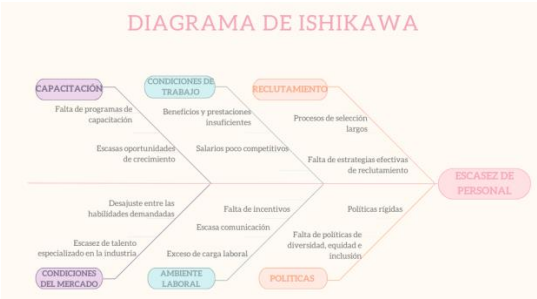 DIAGRAMA DE ISHIKAWA
CAPACITACIÓN
CONDICIONES DE
TRABAJO
RECLUTAMIENTO
Falta de programas de
capacitación
Beneficios y prestaciones
insuficientes
Procesos de selección
largos
Escasas oportunidades
de crecimiento
Salarios poco competitivos
Falta de estrategias efectivas
de reclutamiento
ESCASEZ DE
PERSONAL
Desajuste entre las
habilidades demandadas
Falta de incentivos
Políticas rígidas
Escasa comunicación
Escasez de talento
especializado en la industria
Exceso de carga laboral
Falta de políticas de
diversidad, equidad e
inclusión
CONDICIONES
DEL MERCADO
AMBIENTE
LABORAL
POLITICAS